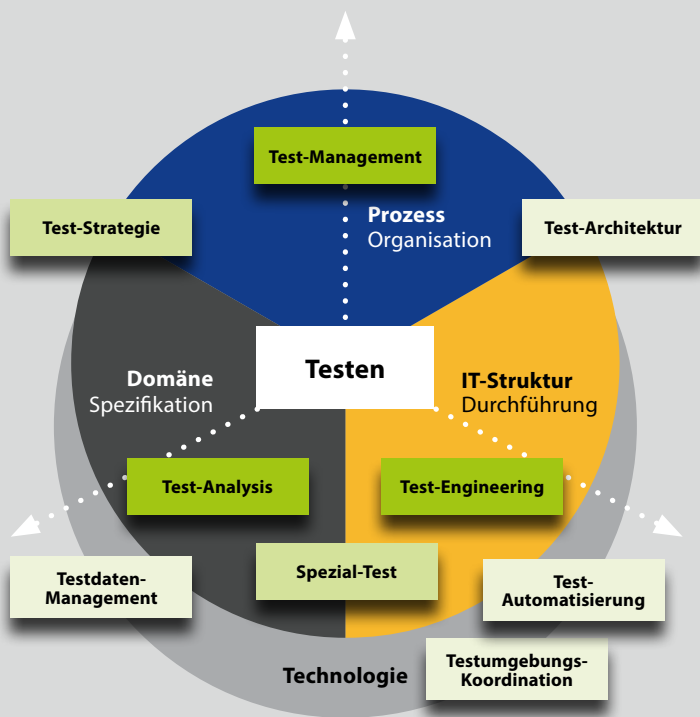 Test-Management
Test-Strategie
Prozess
Organisation
Test-Architektur
Testen
Domäne
Spezifikation
IT-Struktur
Durchführung
Test-Analysis
Test-Engineering
Spezial-Test
Testdaten-
Management
Test-
Automatisierung
Technologie
Testumgebungs-
Koordination